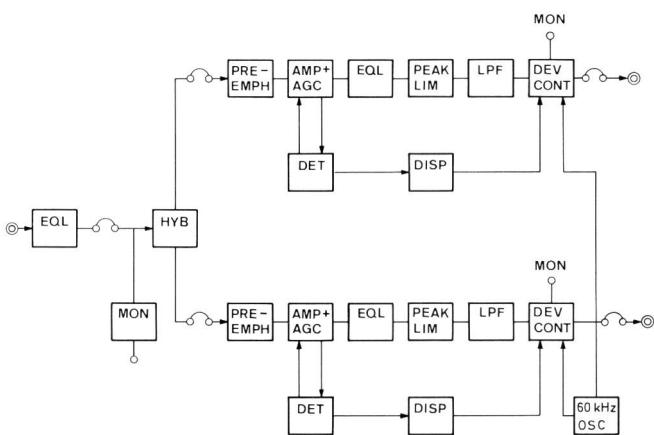 MON
PRE-
EMPH
AMP+
AGC
EQL
PEAK
LIM
LPF
DEV
CONT
DET
DISP
EQL
HYB
MON
MON
PRE-
EMPH
AMP+
AGC
EQL
PEAK
LIM
LPF
DEV
CONT
DET
DISP
60 kHz
OSC